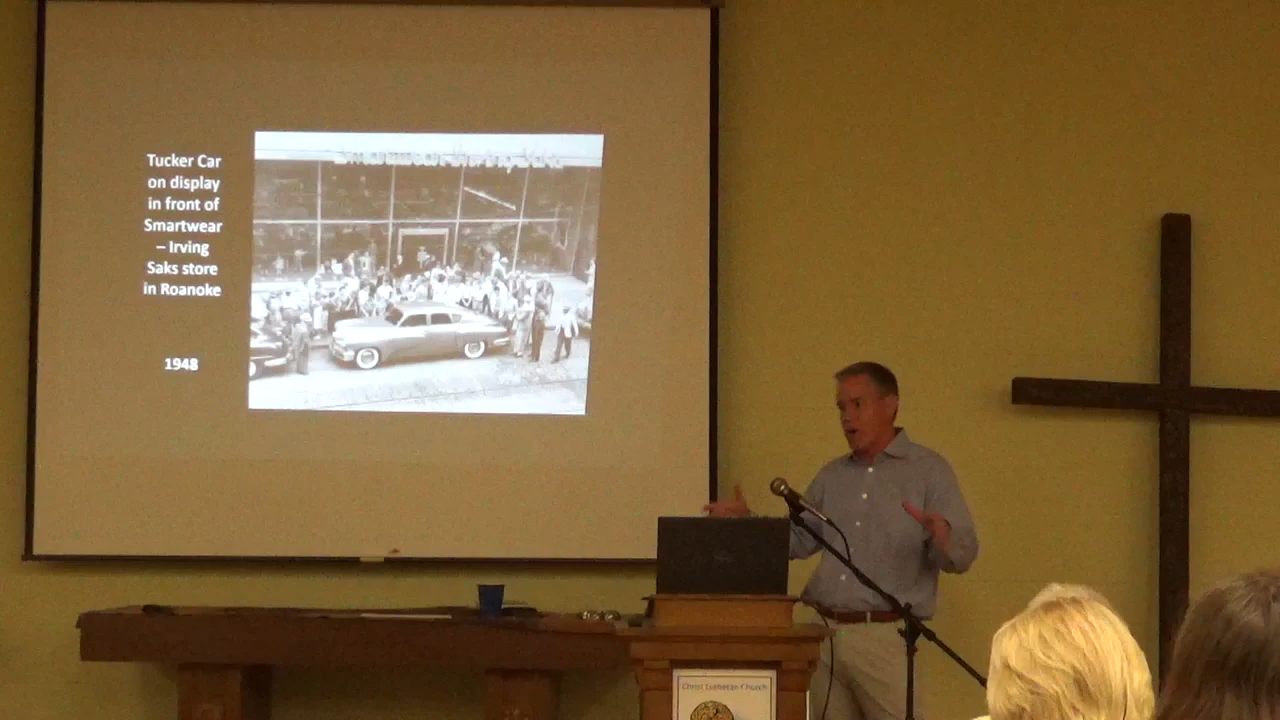 Tucker Car
on display
in front of
Smartwear
– Irving
Saks store
in Roanoke
1948
Christ Lutheran Church